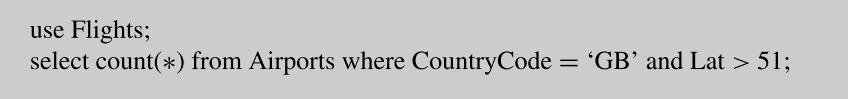 use Flights;
select count(∗) from Airports where CountryCode = ‘GB’ and Lat > 51;